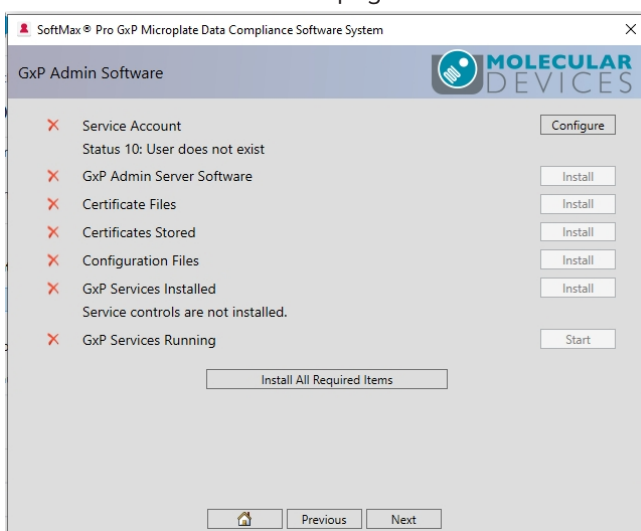 SoftMax® Pro GxP Microplate Data Compliance Software System
GxP Admin Software
MOLECULAR
DEVICES
Service Account
Configure
Status 10: User does not exist
GxP Admin Server Software
Install
Certificate Files
Install
Certificates Stored
Install
Configuration Files
Install
GxP Services Installed
Install
Service controls are not installed.
GxP Services Running
Start
Install All Required Items
Previous
Next